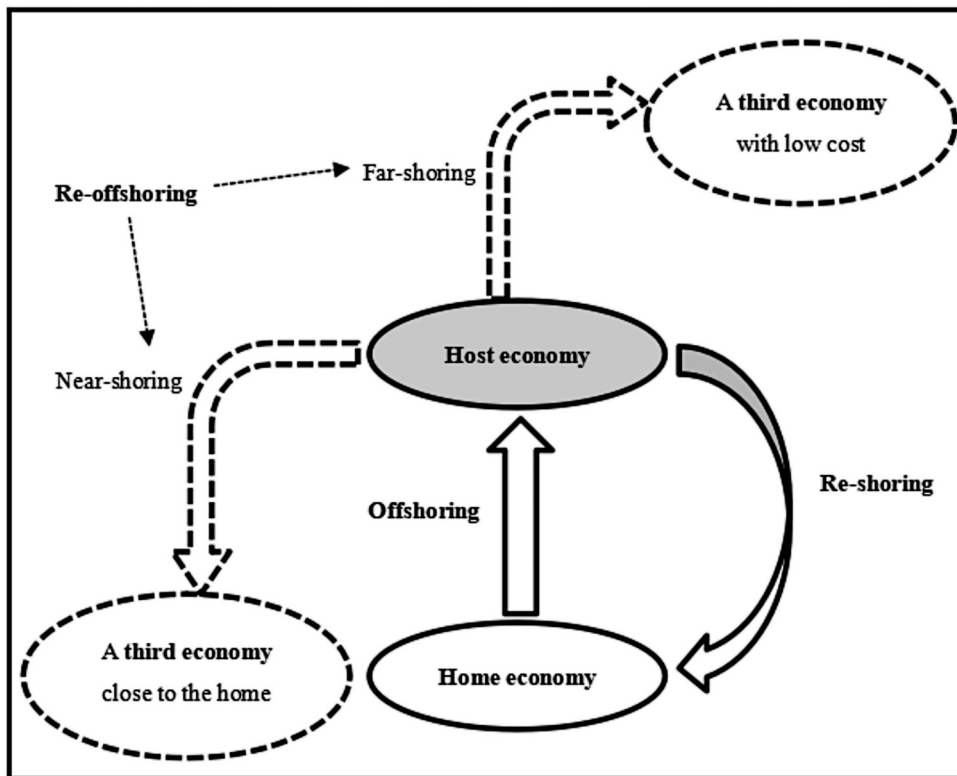 A third economy
with low cost
Far-shoring
Re-offshoring
Host economy
Near-shoring
Re-shoring
Offshoring
A third economy
close to the home
Home economy